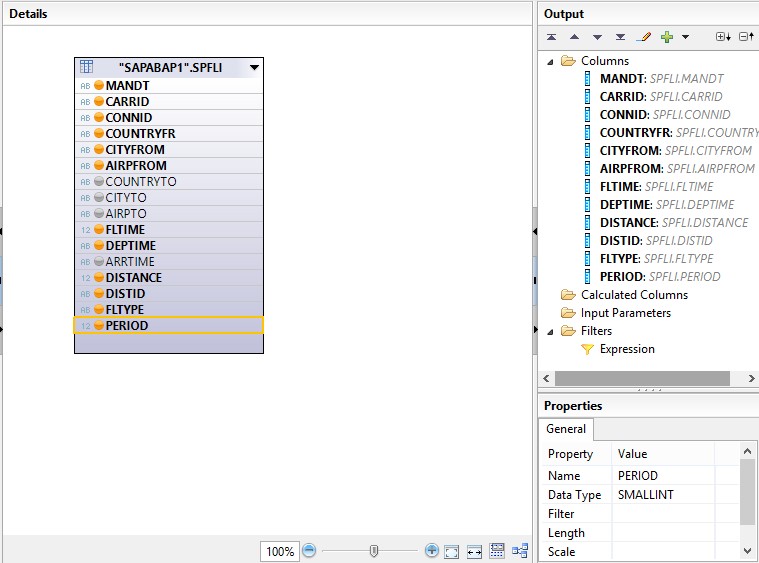 Details
"SAPABAP1".SPFLI
AB MANDT
AB CARRID
AB CONNID
AB COUNTRYFR
AB CITYFROM
AB AIRPFROM
AB COUNTRYTO
AB CITYTO
AB AIRPTO
12 FLTIME
AB DEPTIME
AB ARRTIME
12 DISTANCE
AB DISTID
AB FLTYPE
12 PERIOD
100%
Output
Columns
MANDT: SPFLI.MANDT
CARRID: SPFLI.CARRID
CONNID: SPFLI.CONNID
COUNTRYFR: SPFLI.COUNTRY
CITYFROM: SPFLI.CITYFROM
AIRPFROM: SPFLI.AIRPFROM
FLTIME: SPFLI.FLTIME
DEPTIME: SPFLI.DEPTIME
DISTANCE: SPFLI.DISTANCE
DISTID: SPFLI.DISTID
FLTYPE: SPFLI.FLTYPE
PERIOD: SPFLI.PERIOD
Calculated Columns
Input Parameters
Filters
Expression
Properties
General
Property Value
Name PERIOD
Data Type SMALLINT
Filter
Length
Scale